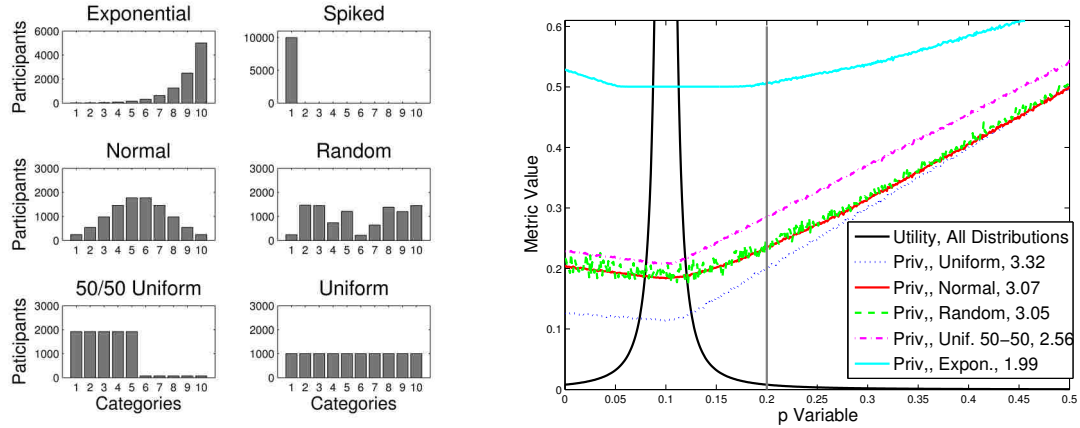 Exponential
Participants
6000
4000
2000
0
1 2 3 4 5 6 7 8 9 10
Spiked
10000
5000
0
1 2 3 4 5 6 7 8 9 10
Normal
Participants
3000
2000
1000
0
1 2 3 4 5 6 7 8 9 10
Random
3000
2000
1000
0
1 2 3 4 5 6 7 8 9 10
50/50 Uniform
Paticipants
3000
2000
1000
0
1 2 3 4 5 6 7 8 9 10
Categories
Uniform
3000
2000
1000
0
1 2 3 4 5 6 7 8 9 10
Categories
Metric Value
0.6
0.5
0.4
0.3
0.2
0.1
0
0 0.05 0.1 0.15 0.2 0.25 0.3 0.35 0.4 0.45 0.5
p Variable
Utility, All Distributions
Priv,, Uniform, 3.32
Priv,, Normal, 3.07
Priv,, Random, 3.05
Priv,, Unif. 50−50, 2.56
Priv,, Expon., 1.99